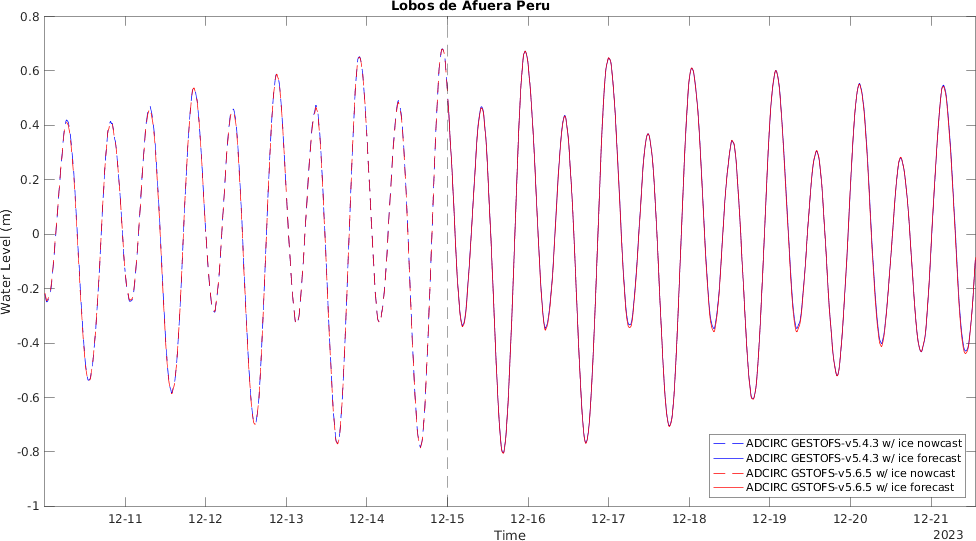 Lobos de Afuera Peru
0.8
0.6
0.4
0.2
0
-0.2
-0.4
-0.6
-0.8
-1
Water Level (m)
12-11 12-12 12-13 12-14 12-15 12-16 12-17 12-18 12-19 12-20 12-21
Time
2023
ADCIRC GESTOFS-v5.4.3 w/ ice nowcast
ADCIRC GESTOFS-v5.4.3 w/ ice forecast
ADCIRC GSTOFS-v5.6.5 w/ ice nowcast
ADCIRC GSTOFS-v5.6.5 w/ ice forecast